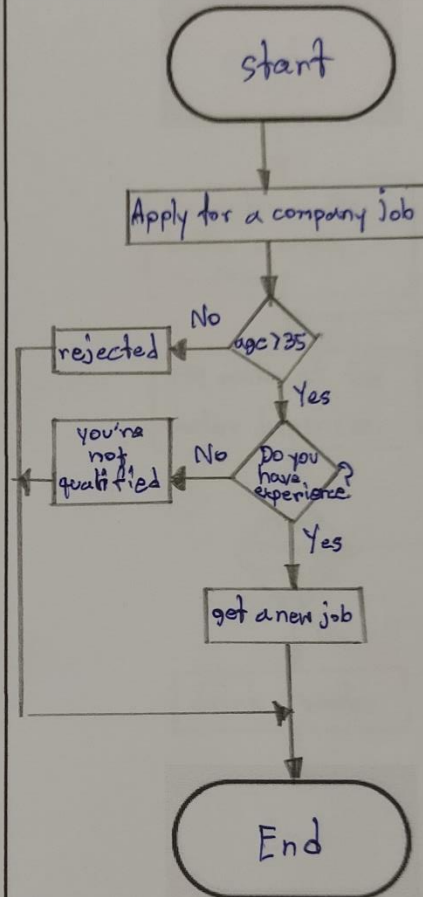 start
Apply for a company job
No
age>35
rejected
Yes
you're
not
qualified
No
Do you
have
experience?
Yes
get a new job
End